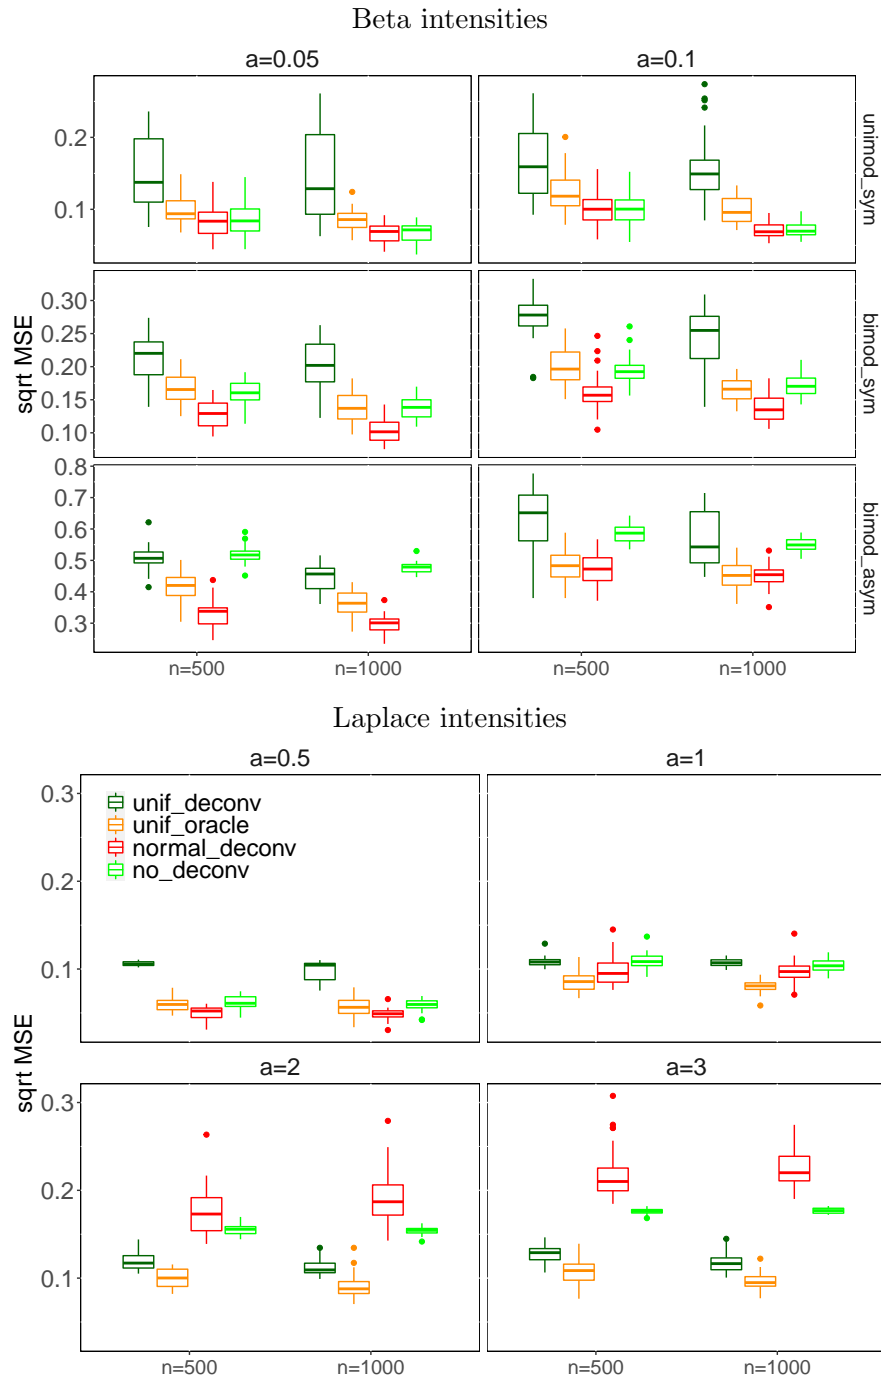 Beta intensities
a=0.05 a=0.1
0.2
0.1
unimod_sym
0.30
0.25
0.20
0.15
0.10
bimod_sym
sqrt MSE
0.8
0.7
0.6
0.5
0.4
0.3
bimod_asym
n=500 n=1000 n=500 n=1000
Laplace intensities
a=0.5 a=1
0.3
0.2
0.1
unif_deconv
unif_oracle
normal_deconv
no_deconv
sqrt MSE
a=2 a=3
0.3
0.2
0.1
n=500 n=1000 n=500 n=1000